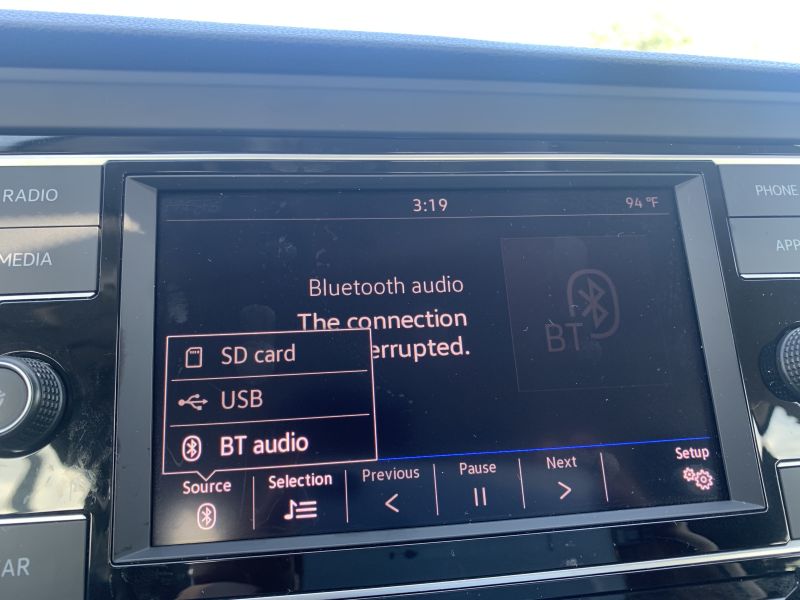 RADIO
MEDIA
3:19
94 °F
PHONE
APP
Bluetooth audio
The connection
errupted.
BT
SD card
USB
BT audio
Source
Selection
Previous
Pause
Next
Setup
AR